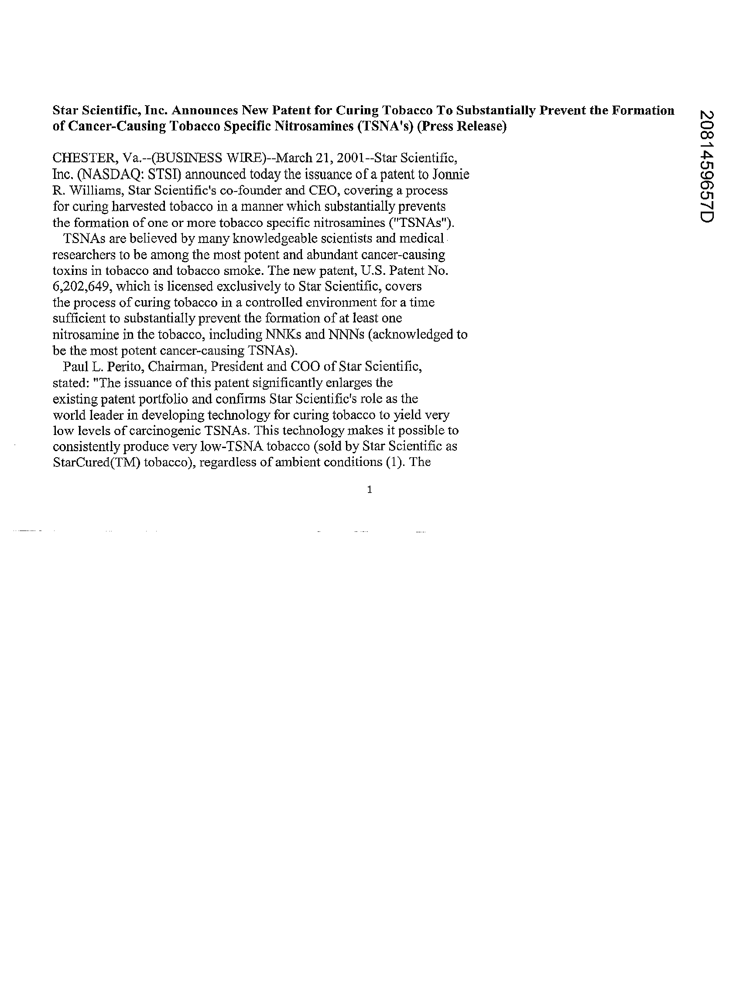 Star Scientific, Inc. Announces New Patent for Curing Tobacco To Substantially Prevent the Formation
of Cancer-Causing Tobacco Specific Nitrosamines (TSNA's) (Press Release)
CHESTER, Va.--(BUSINESS WIRE)--March 21, 2001--Star Scientific,
Inc. (NASDAQ: STSI) announced today the issuance of a patent to Jonnie
R. Williams, Star Scientific's co-founder and CEO, covering a process
for curing harvested tobacco in a manner which substantially prevents
the formation of one or more tobacco specific nitrosamines ("TSNAs").
TSNAs are believed by many knowledgeable scientists and medical
researchers to be among the most potent and abundant cancer-causing
toxins in tobacco and tobacco smoke. The new patent, U.S. Patent No.
6,202,649, which is licensed exclusively to Star Scientific, covers
the process of curing tobacco in a controlled environment for a time
sufficient to substantially prevent the formation of at least one
nitrosamine in the tobacco, including NNKs and NNNs (acknowledged to
be the most potent cancer-causing TSNAs).
Paul L. Perito, Chairman, President and COO of Star Scientific,
stated: "The issuance of this patent significantly enlarges the
existing patent portfolio and confirms Star Scientific's role as the
world leader in developing technology for curing tobacco to yield very
low levels of carcinogenic TSNAs. This technology makes it possible to
consistently produce very low-TSNA tobacco (sold by Star Scientific as
StarCured(TM) tobacco), regardless of ambient conditions (1). The
1
2081459657D